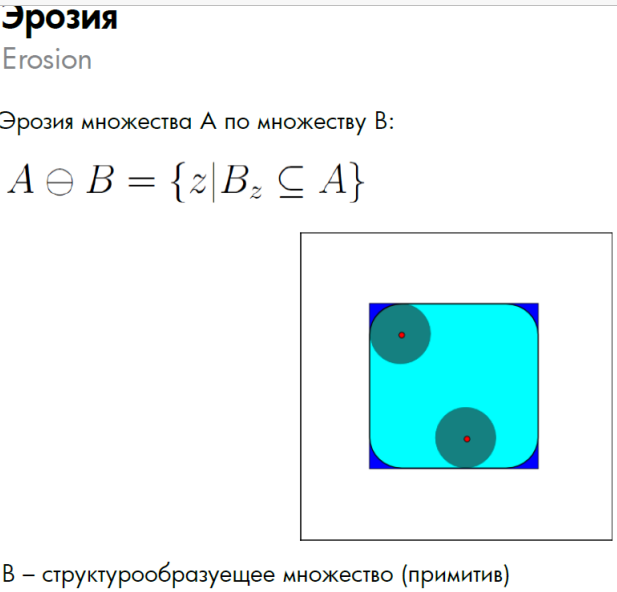 Эрозия
Erosion
Эрозия множества A по множеству B:
A ⊖ B = {z|B_z ⊆ A}
B – структурообразуещее множество (примитив)